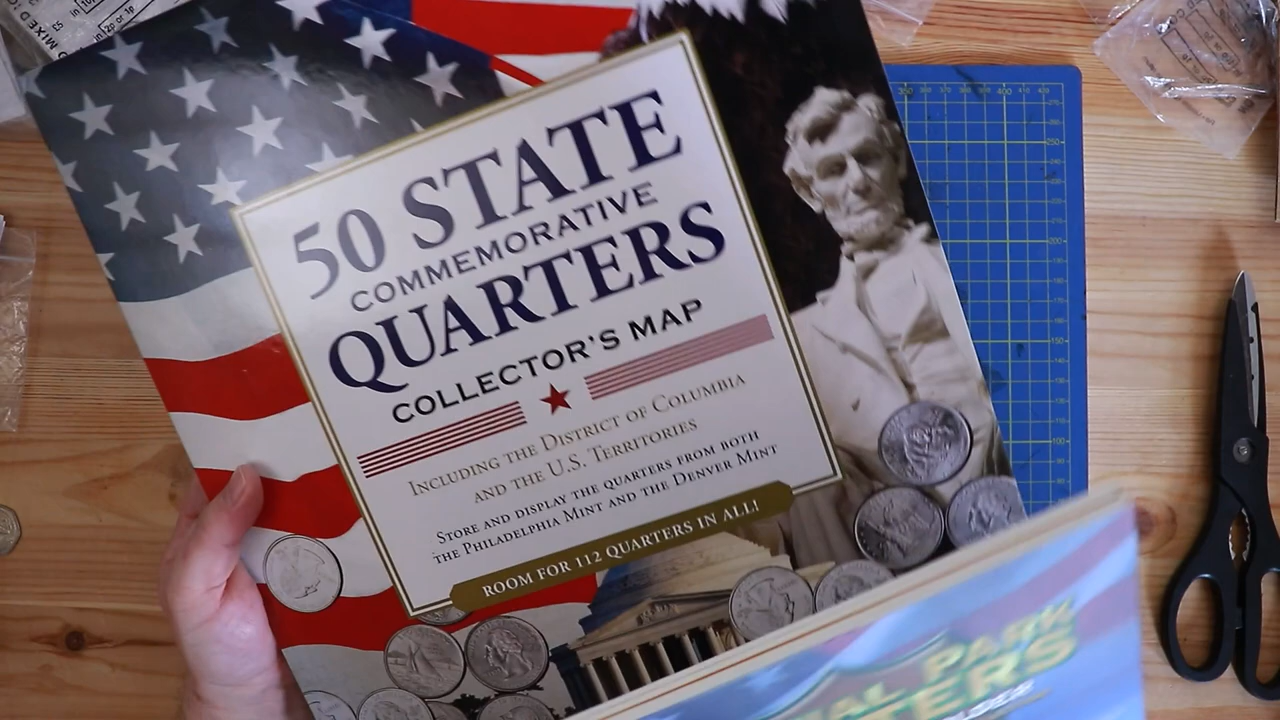 50 STATE
COMMEMORATIVE
QUARTERS
COLLECTOR'S MAP
INCLUDING THE DISTRICT OF COLUMBIA
AND THE U.S. TERRITORIES
STORE AND DISPLAY THE QUARTERS FROM BOTH
THE PHILADELPHIA MINT AND THE DENVER MINT
ROOM FOR 112 QUARTERS IN ALL!
PARK